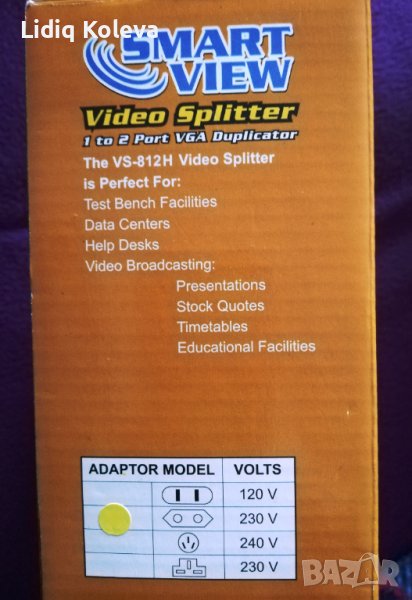 Lidiq Koleva
SMART
VIEW
Video Splitter
1 to 2 Port VGA Duplicator
The VS-812H Video Splitter
is Perfect For:
Test Bench Facilities
Data Centers
Help Desks
Video Broadcasting:
Presentations
Stock Quotes
Timetables
Educational Facilities
ADAPTOR MODEL VOLTS
120 V
230 V
240 V
230 V
BAZAR